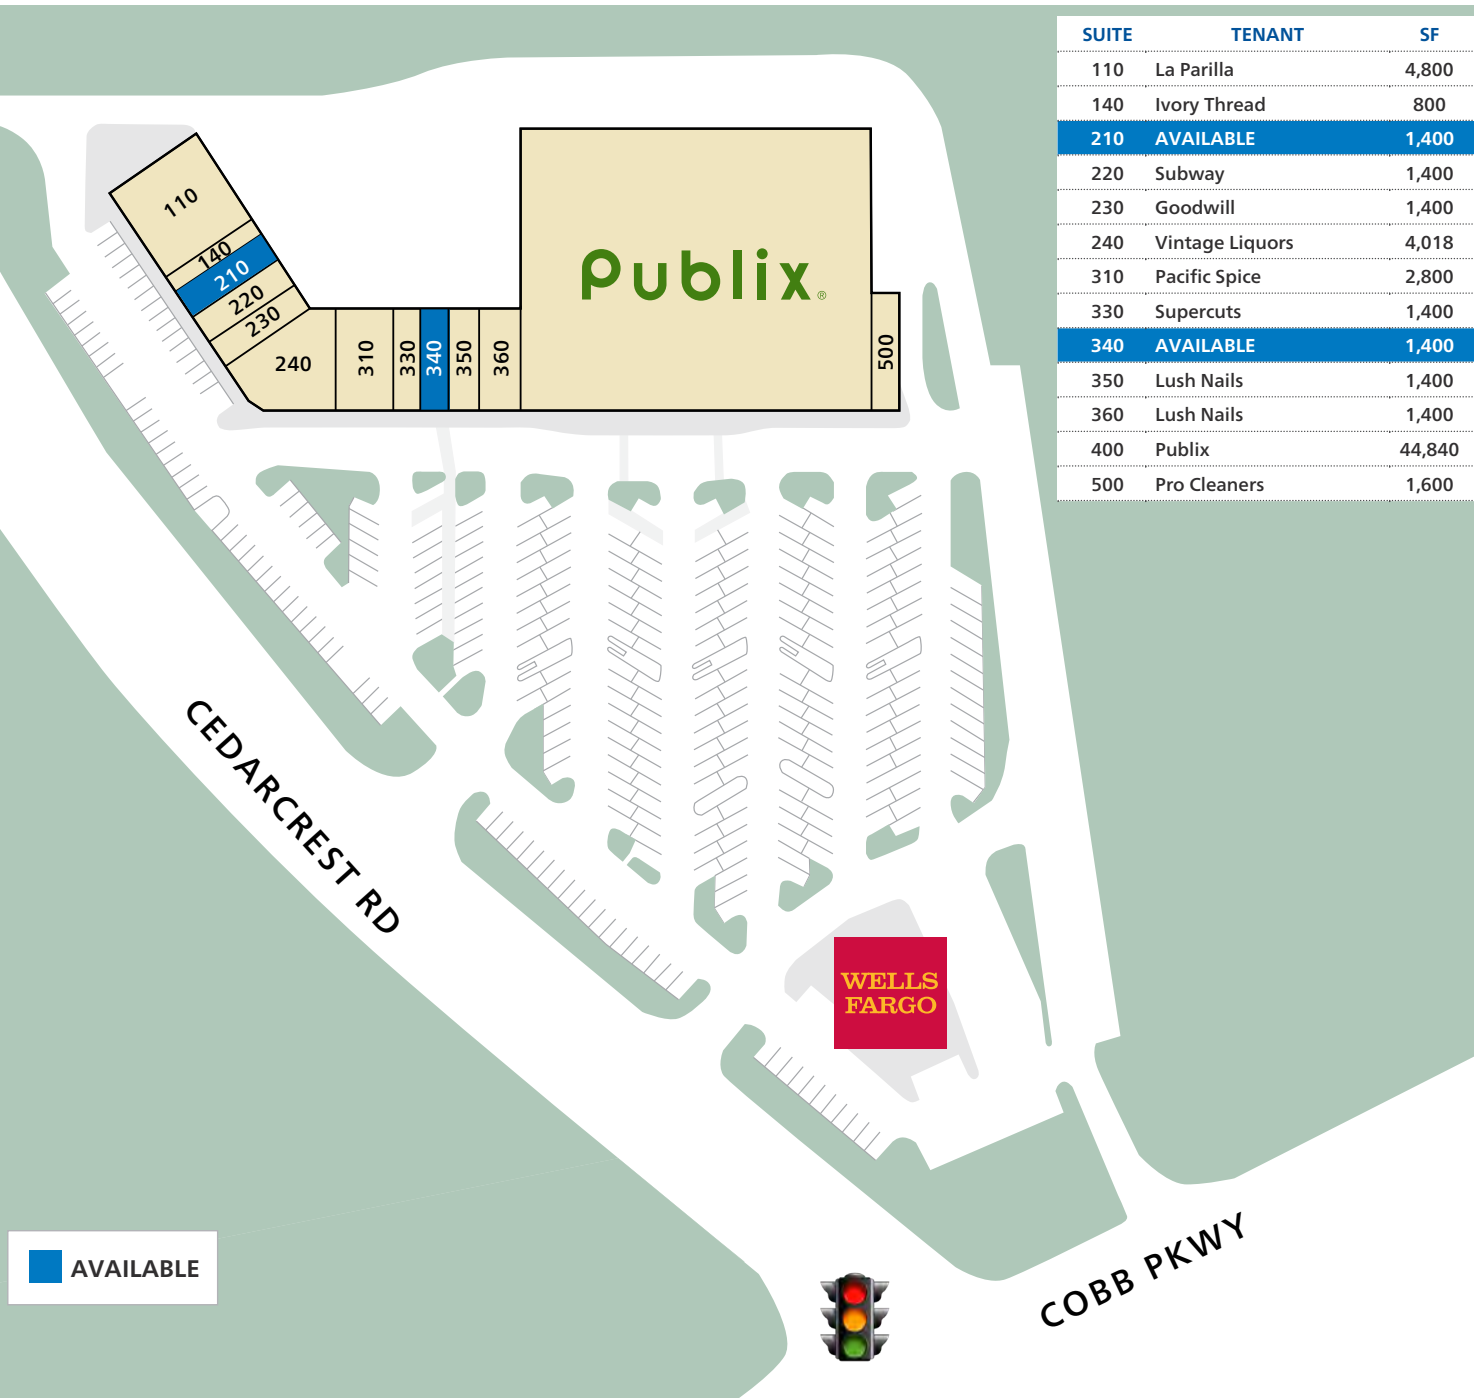 SUITE TENANT SF
110 La Parilla 4,800
140 Ivory Thread 800
210 AVAILABLE 1,400
220 Subway 1,400
230 Goodwill 1,400
240 Vintage Liquors 4,018
310 Pacific Spice 2,800
330 Supercuts 1,400
340 AVAILABLE 1,400
350 Lush Nails 1,400
360 Lush Nails 1,400
400 Publix 44,840
500 Pro Cleaners 1,600
110
140
210
220
230
240
310
330
340
350
360
Publix®
500
CEDARCREST RD
WELLS
FARGO
COBB PKWY
AVAILABLE